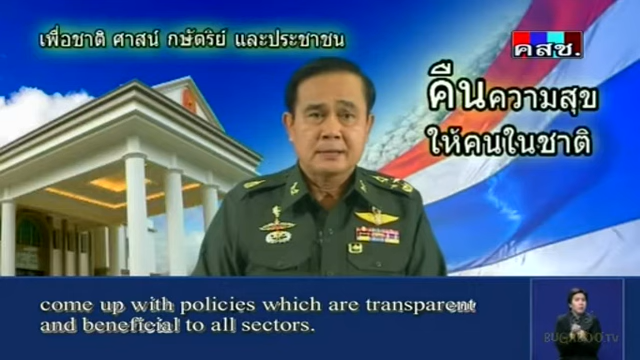 เพื่อชาติ ศาสน์ กษัตริย์ และประชาชน
คสช.
คืนความสุข
ให้คนในชาติ
come up with policies which are transparent
and beneficial to all sectors.
BUGABOO.TV